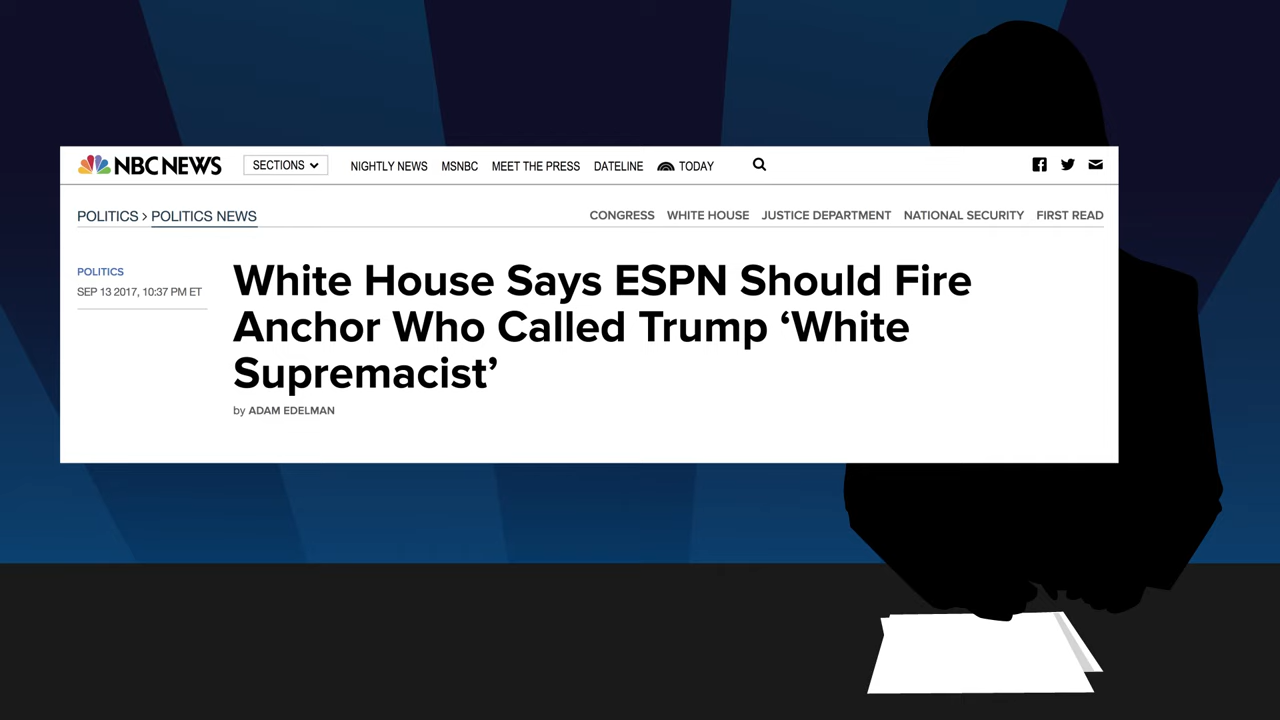 NBC NEWS SECTIONS NIGHTLY NEWS MSNBC MEET THE PRESS DATELINE TODAY
POLITICS > POLITICS NEWS CONGRESS WHITE HOUSE JUSTICE DEPARTMENT NATIONAL SECURITY FIRST READ
POLITICS
SEP 13 2017, 10:37 PM ET
White House Says ESPN Should Fire
Anchor Who Called Trump ‘White
Supremacist’
by ADAM EDELMAN